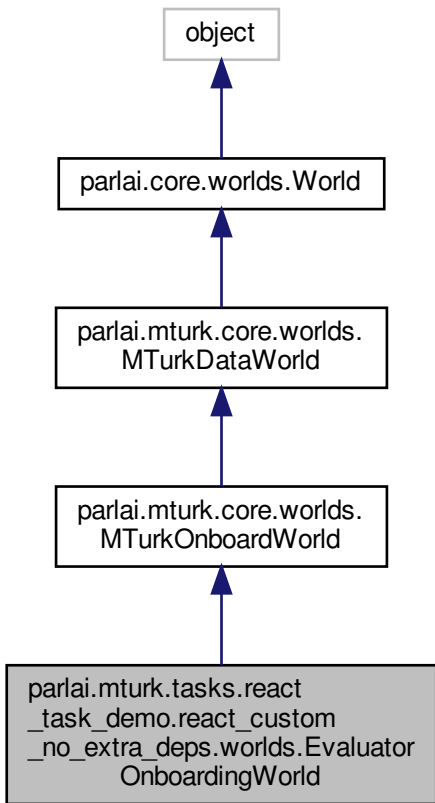 object
parlai.core.worlds.World
parlai.mturk.core.worlds.
MTurkDataWorld
parlai.mturk.core.worlds.
MTurkOnboardWorld
parlai.mturk.tasks.react
_task_demo.react_custom
_no_extra_deps.worlds.Evaluator
OnboardingWorld